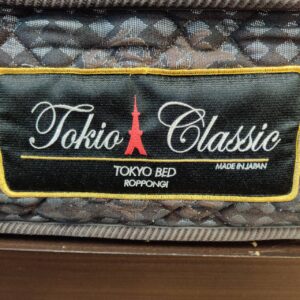 Tokio Classic
MADE IN JAPAN
TOKYO BED
ROPPONGI